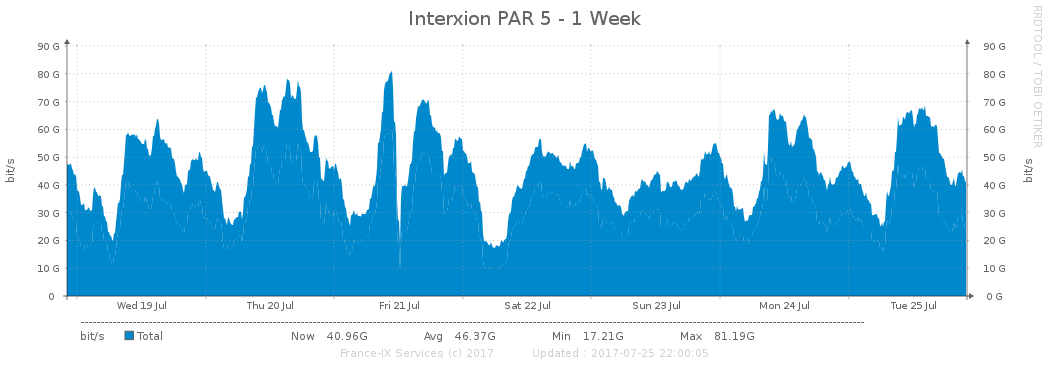 Interxion PAR 5 - 1 Week
RRDTOOL / TOBI OETIKER
90 G 90 G
80 G 80 G
70 G 70 G
60 G 60 G
50 G 50 G
40 G 40 G
30 G 30 G
20 G 20 G
10 G 10 G
0 0 G
bit/s bit/s
Wed 19 Jul Thu 20 Jul Fri 21 Jul Sat 22 Jul Sun 23 Jul Mon 24 Jul Tue 25 Jul
bit/s Total Now 40.96G Avg 46.37G Min 17.21G Max 81.19G
France-IX Services (c) 2017 Updated : 2017-07-25 22:00:05